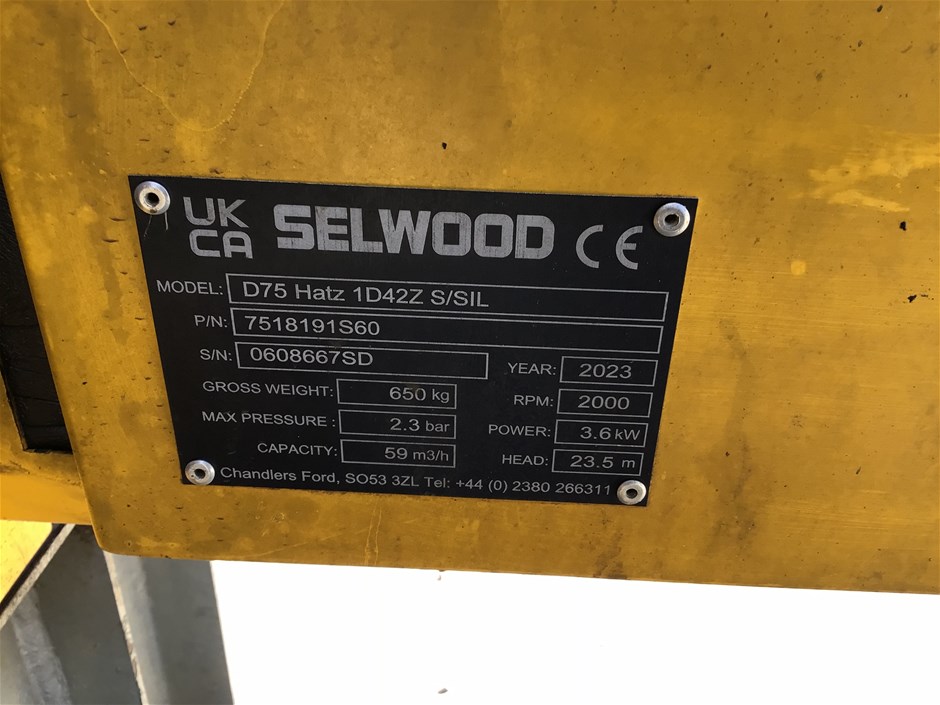 UK CA SELWOOD CE
MODEL: D75 Hatz 1D42Z S/SIL
P/N: 7518191S60
S/N: 0608667SD
YEAR: 2023
GROSS WEIGHT: 650 kg
RPM: 2000
MAX PRESSURE : 2.3 bar
POWER: 3.6 kW
CAPACITY: 59 m3/h
HEAD: 23.5 m
Chandlers Ford, SO53 3ZL Tel: +44 (0) 2380 266311